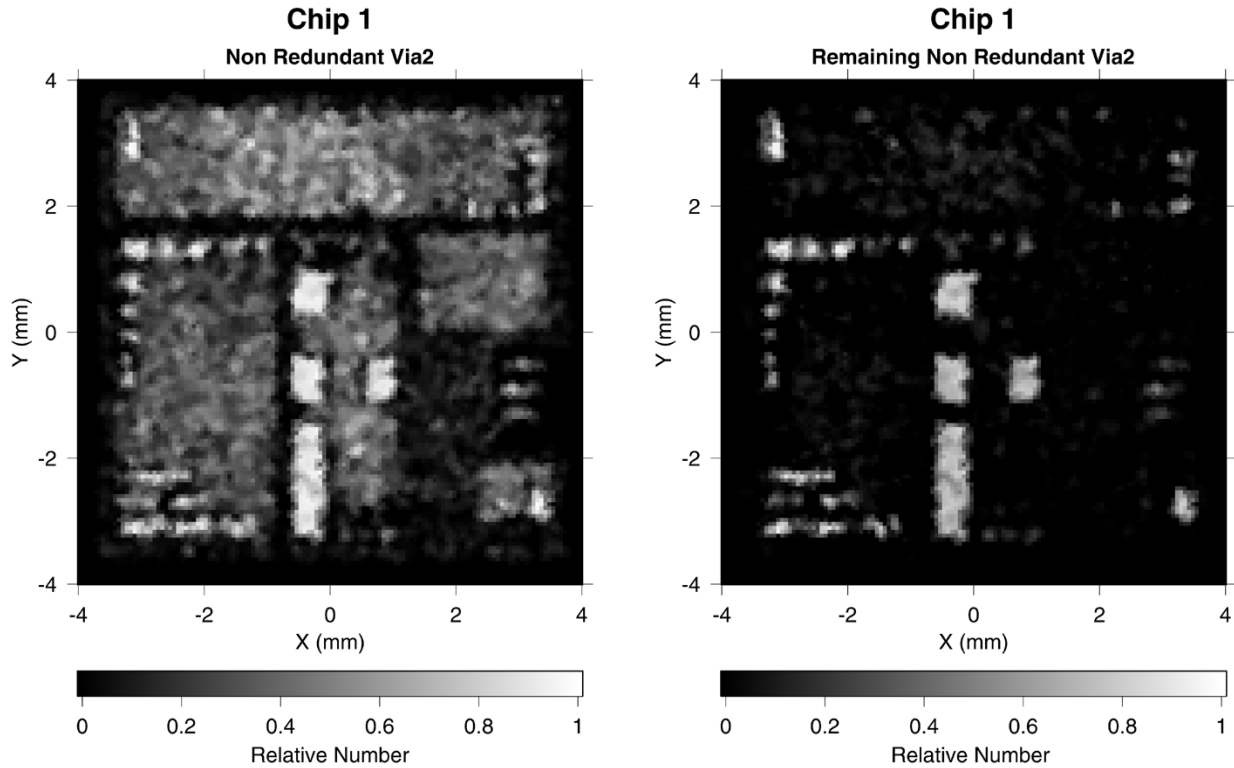 Chip 1
Non Redundant Via2
4
2
0
-2
-4
Y (mm)
-4 -2 0 2 4
X (mm)
0 0.2 0.4 0.6 0.8 1
Relative Number
Chip 1
Remaining Non Redundant Via2
4
2
0
-2
-4
Y (mm)
-4 -2 0 2 4
X (mm)
0 0.2 0.4 0.6 0.8 1
Relative Number